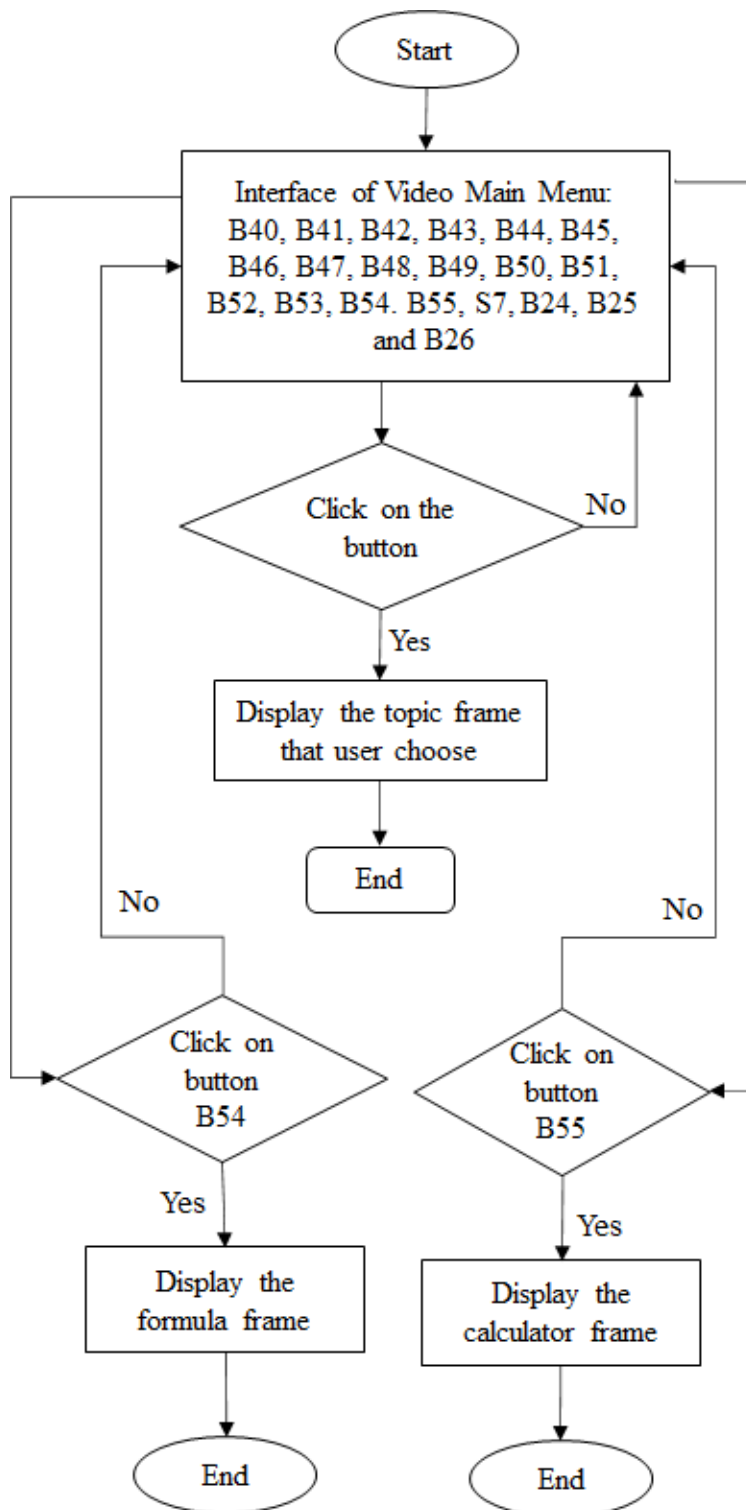 Start
Interface of Video Main Menu:
B40, B41, B42, B43, B44, B45,
B46, B47, B48, B49, B50, B51,
B52, B53, B54. B55, S7, B24, B25
and B26
Click on the
button
No
Yes
Display the topic frame
that user choose
End
No
No
Click on
button
B54
Click on
button
B55
Yes
Yes
Display the
formula frame
Display the
calculator frame
End
End